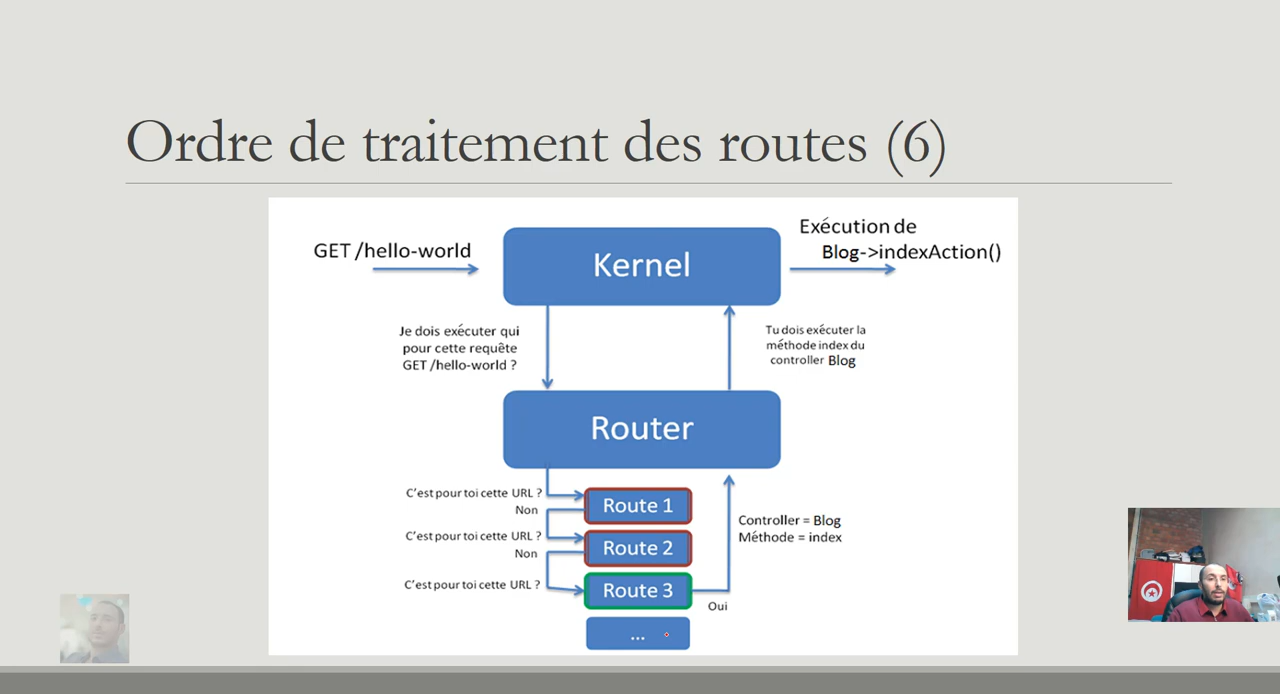 Ordre de traitement des routes (6)
GET /hello-world
Kernel
Exécution de
Blog->indexAction()
Je dois exécuter qui
pour cette requête
GET /hello-world ?
Tu dois exécuter la
méthode index du
controller Blog
Router
C'est pour toi cette URL ?
Non
Route 1
C'est pour toi cette URL ?
Non
Route 2
C'est pour toi cette URL ?
Route 3
Oui
Controller = Blog
Méthode = index
...